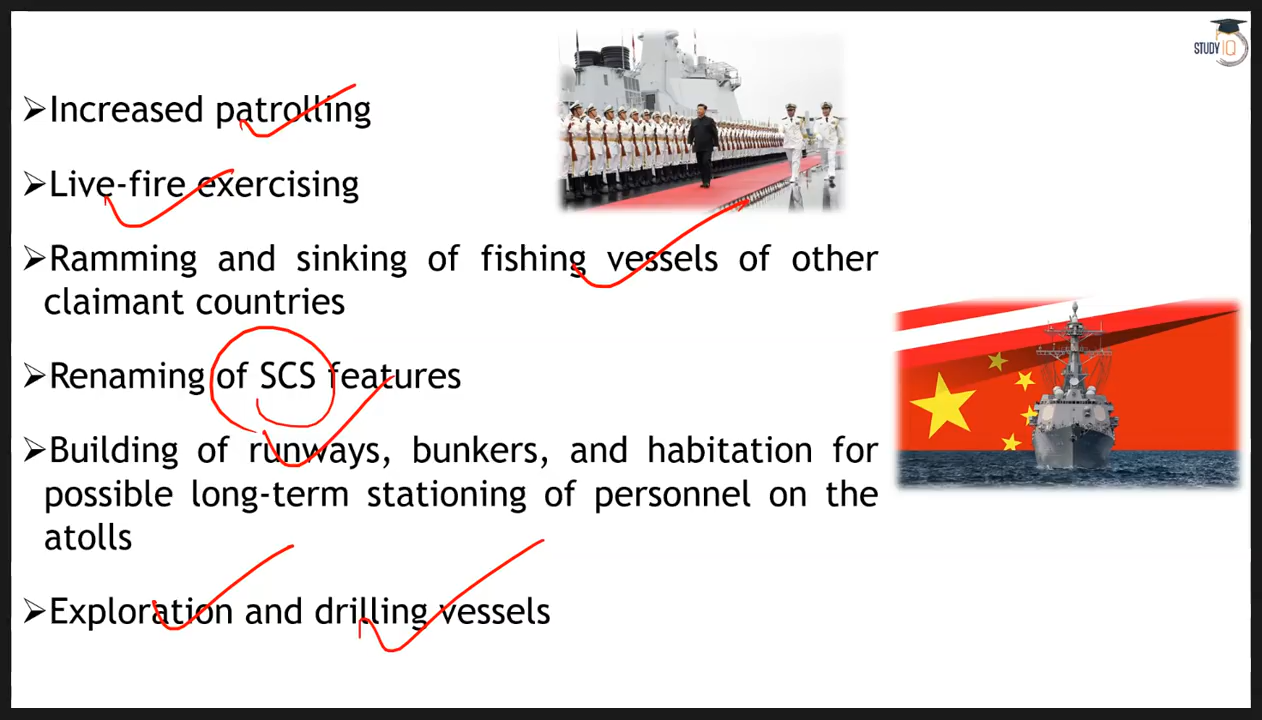 STUDY IQ
➢Increased patrolling
➢Live-fire exercising
➢Ramming and sinking of fishing vessels of other
claimant countries
➢Renaming of SCS features
➢Building of runways, bunkers, and habitation for
possible long-term stationing of personnel on the
atolls
➢Exploration and drilling vessels